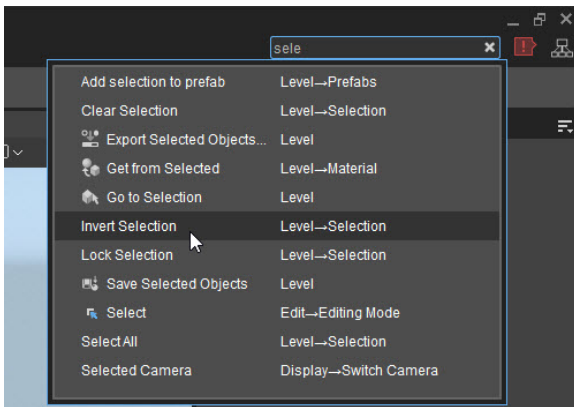 sele
Add selection to prefab Level→Prefabs
Clear Selection Level→Selection
Export Selected Objects... Level
Get from Selected Level→Material
Go to Selection Level
Invert Selection Level→Selection
Lock Selection Level→Selection
Save Selected Objects Level
Select Edit→Editing Mode
Select All Level→Selection
Selected Camera Display→Switch Camera